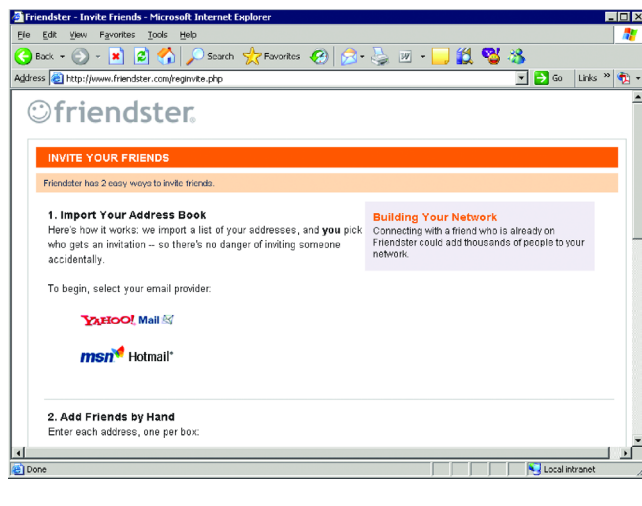 Friendster - Invite Friends - Microsoft Internet Explorer
File Edit View Favorites Tools Help
Back Search Favorites
Address http://www.friendster.com/reginvite.php Go Links »
friendster®
INVITE YOUR FRIENDS
Friendster has 2 easy ways to invite friends.
1. Import Your Address Book
Here's how it works: we import a list of your addresses, and you pick
who gets an invitation -- so there's no danger of inviting someone
accidentally.
Building Your Network
Connecting with a friend who is already on
Friendster could add thousands of people to your
network.
To begin, select your email provider:
YAHOO! Mail
msn Hotmail®
2. Add Friends by Hand
Enter each address, one per box:
Done Local intranet